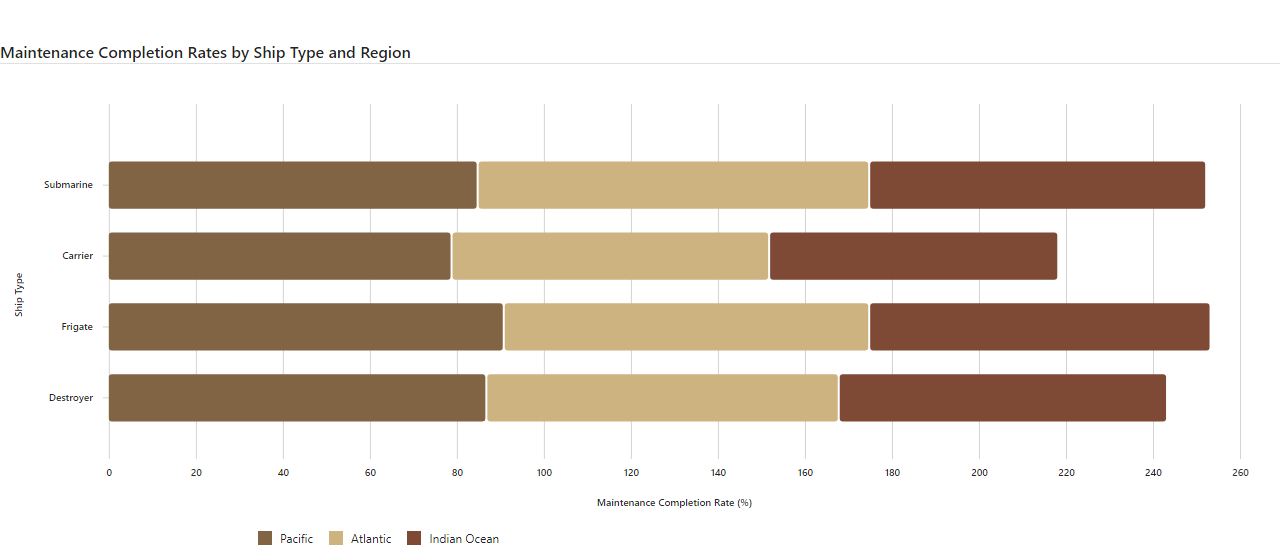 Maintenance Completion Rates by Ship Type and Region
Ship Type
Submarine
Carrier
Frigate
Destroyer
0 20 40 60 80 100 120 140 160 180 200 220 240 260
Maintenance Completion Rate (%)
Pacific Atlantic Indian Ocean